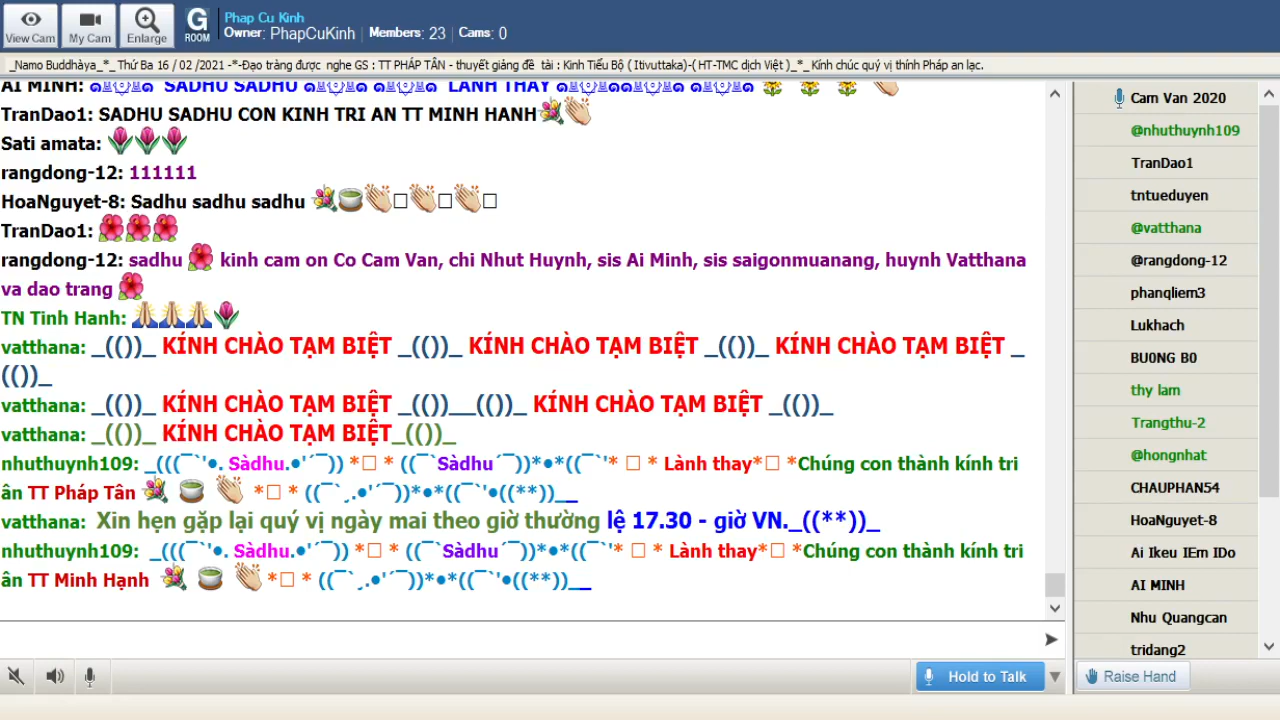 View Cam
My Cam
Enlarge
G ROOM
Phap Cu Kinh
Owner: PhapCuKinh | Members: 23 | Cams: 0
_Namo Buddhàya_*_ Thứ Ba 16 / 02 /2021 -*-Đạo tràng được nghe GS : TT PHÁP TÂN - thuyết giảng đề tài : Kinh Tiểu Bộ ( Itivuttaka)-( HT-TMC dịch Việt )_*_ Kính chúc quý vị thính Pháp an lạc.
AI MINH: SADHU SADHU LANH THAY
TranDao1: SADHU SADHU CON KINH TRI AN TT MINH HANH💐👏
Sati amata: 🌷🌷🌷
rangdong-12: 111111
HoaNguyet-8: Sadhu sadhu sadhu 💐🍵👏□👏□👏□
TranDao1: 🌺🌺🌺
rangdong-12: sadhu 🌺 kinh cam on Co Cam Van, chi Nhut Huynh, sis Ai Minh, sis saigonmuanang, huynh Vatthana
va dao trang 🌺
TN Tinh Hanh: 🙏🙏🙏🌷
vatthana: _(())_ KÍNH CHÀO TẠM BIỆT _(())_ KÍNH CHÀO TẠM BIỆT _(())_ KÍNH CHÀO TẠM BIỆT _
(())_
vatthana: _(())_ KÍNH CHÀO TẠM BIỆT _(())__(())_ KÍNH CHÀO TẠM BIỆT _(())_
vatthana: _(())_ KÍNH CHÀO TẠM BIỆT_(())_
nhuthuynh109: _(((¯`'•. Sàdhu.•'´¯)) *□ * ((¯`Sàdhu´¯))*•*((¯`'* □ * Lành thay*□ *Chúng con thành kính tri
ân TT Pháp Tân 💐 🍵 👏 *□ * ((¯`¸.•'´¯))*•*((¯`'•((**))__
vatthana: Xin hẹn gặp lại quý vị ngày mai theo giờ thường lệ 17.30 - giờ VN._((**))_
nhuthuynh109: _(((¯`'•. Sàdhu.•'´¯)) *□ * ((¯`Sàdhu´¯))*•*((¯`'* □ * Lành thay*□ *Chúng con thành kính tri
ân TT Minh Hạnh 💐 🍵 👏 *□ * ((¯`¸.•'´¯))*•*((¯`'•((**))__
Hold to Talk
Cam Van 2020
@nhuthuynh109
TranDao1
tntueduyen
@vatthana
@rangdong-12
phanqliem3
Lukhach
BU0NG B0
thy lam
Trangthu-2
@hongnhat
CHAUPHAN54
HoaNguyet-8
Ai Ikeu IEm IDo
AI MINH
Nhu Quangcan
tridang2
Raise Hand